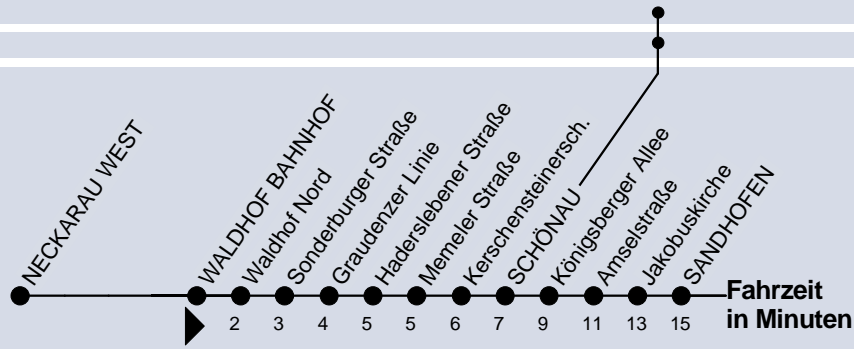 NECKARAU WEST
WALDHOF BAHNHOF
Waldhof Nord
Sonderburger Straße
Graudenzer Linie
Haderslebener Straße
Memeler Straße
Kerschensteinersch.
SCHÖNAU
Königsberger Allee
Amselstraße
Jakobuskirche
SANDHOFEN
Fahrzeit
in Minuten
2 3 4 5 5 6 7 9 11 13 15